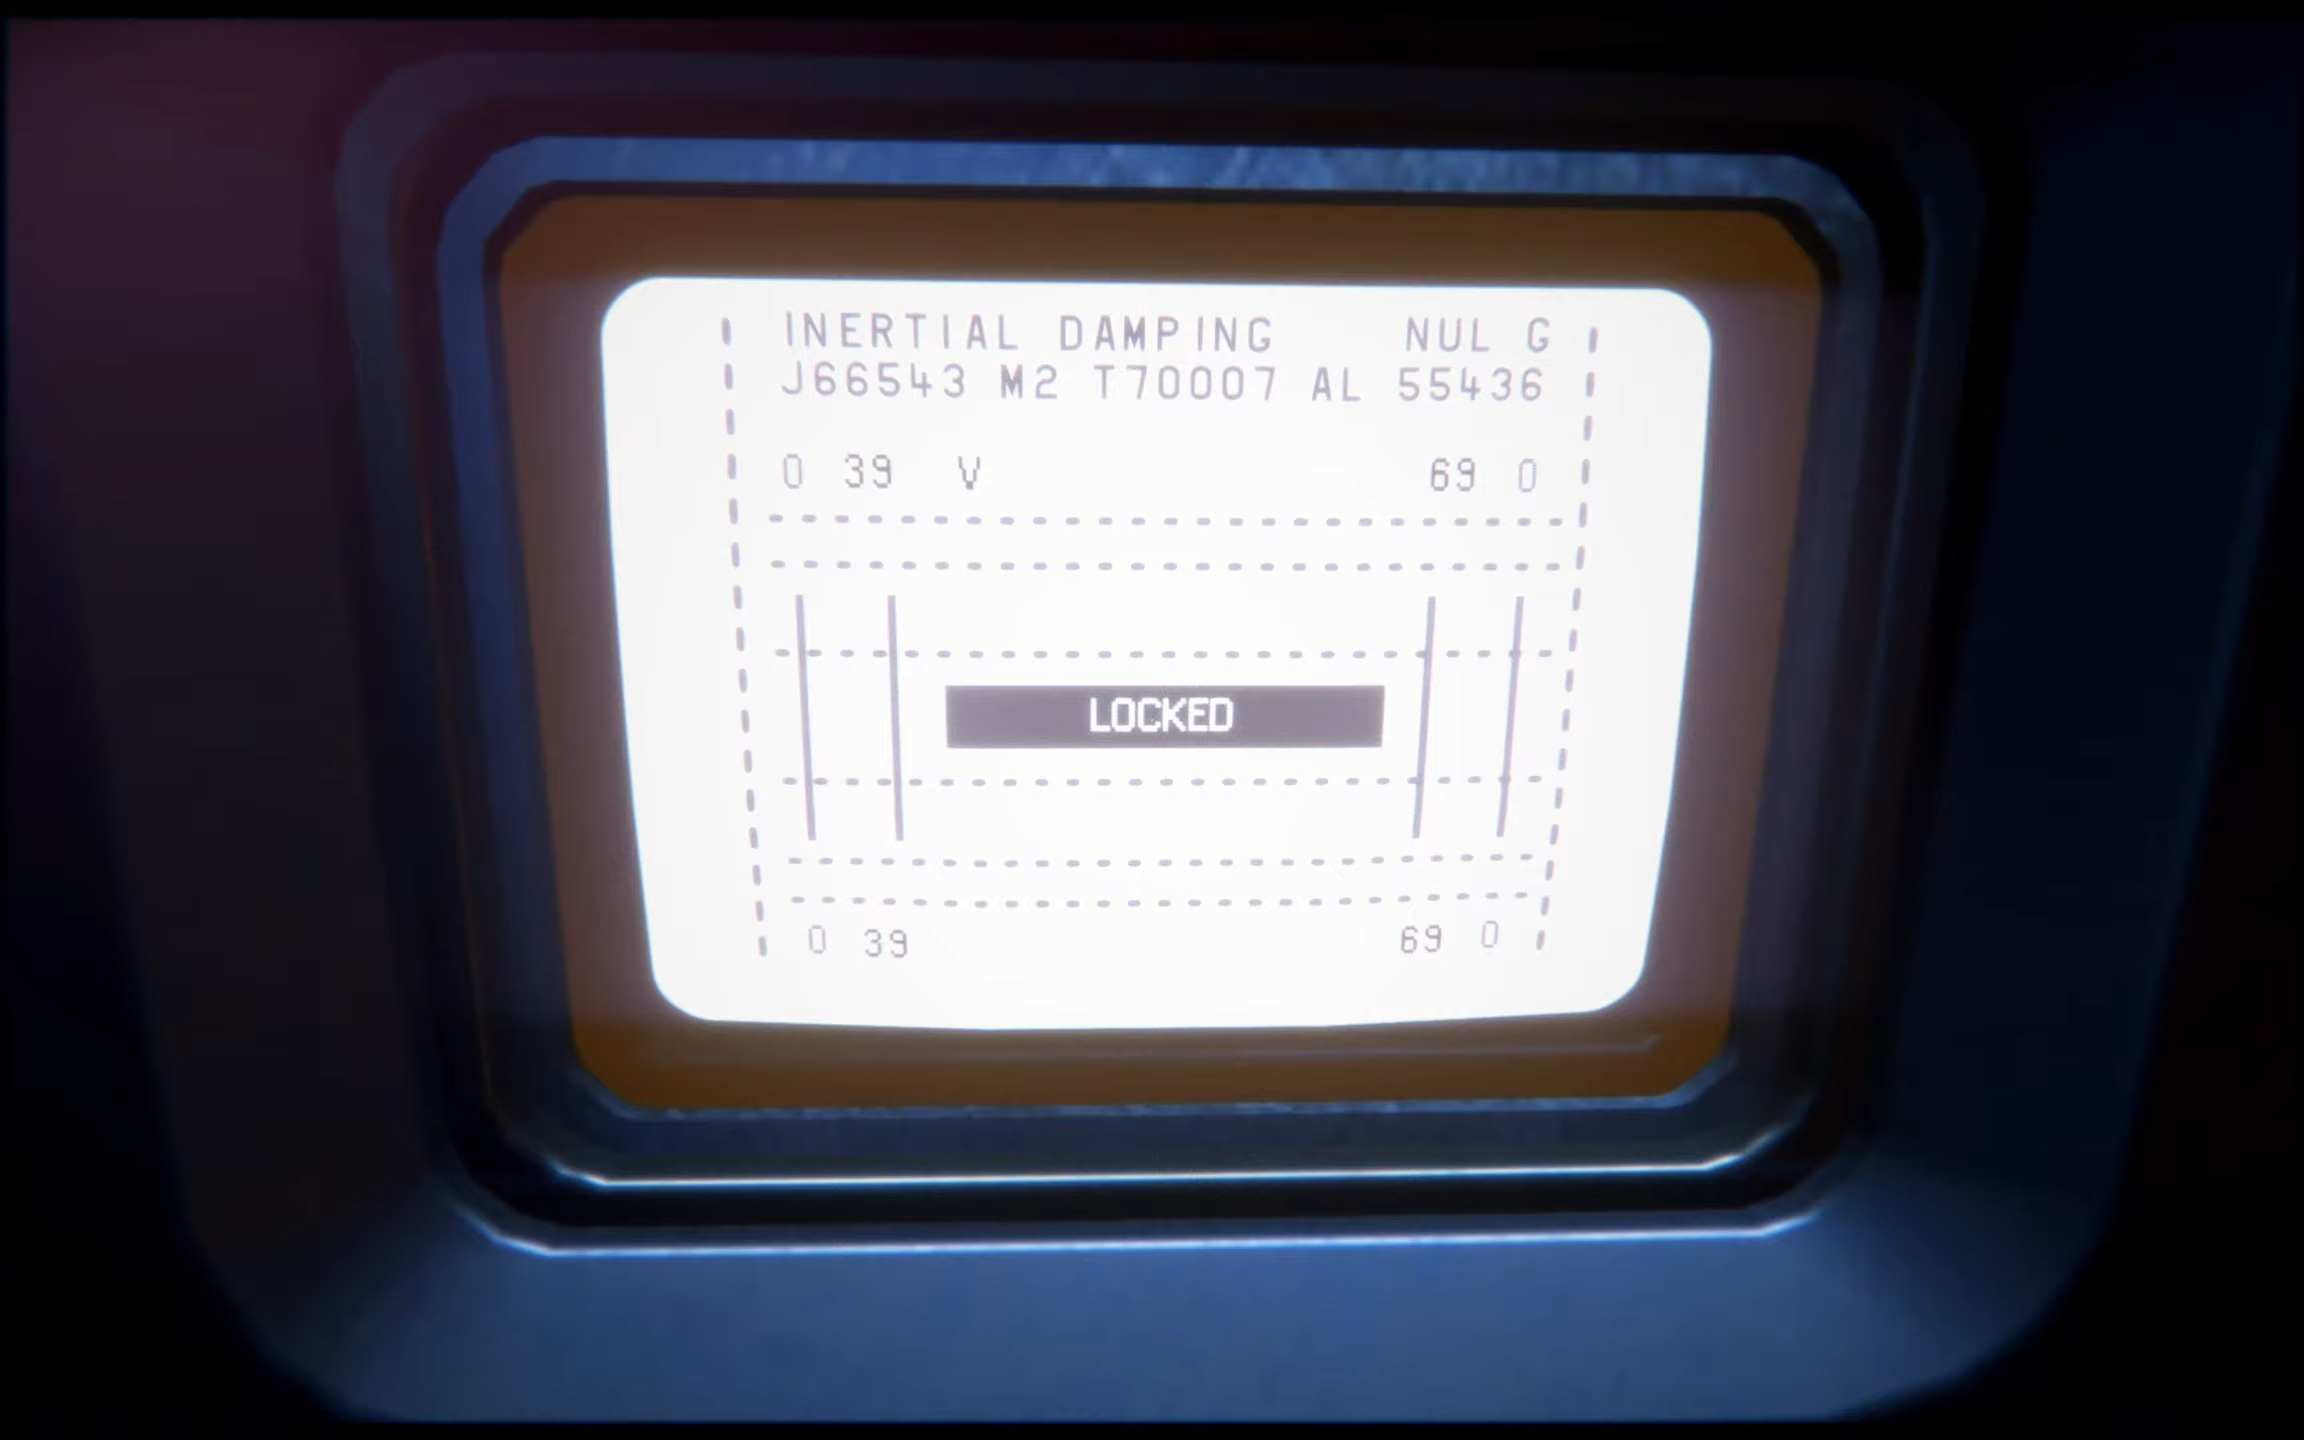 INERTIAL DAMPING NUL G
J66543 M2 T70007 AL 55436
0 39 V 69 0
LOCKED
0 39 69 0